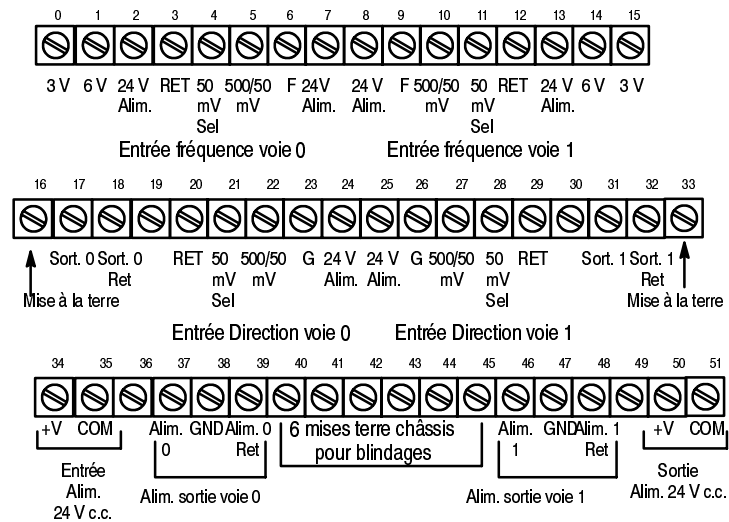 0 1 2 3 4 5 6 7 8 9 10 11 12 13 14 15
3 V 6 V 24 V RET 50 500/50 F 24V 24 V F 500/50 50 RET 24 V 6 V 3 V
Alim. mV mV Alim. Alim. mV mV Alim.
Sel Sel
Entrée fréquence voie 0 Entrée fréquence voie 1
16 17 18 19 20 21 22 23 24 25 26 27 28 29 30 31 32 33
Sort. 0 Sort. 0 RET 50 500/50 G 24 V 24 V G 500/50 50 RET Sort. 1 Sort. 1
Ret mV mV Alim. Alim. mV mV Ret
Mise à la terre Sel Sel Mise à la terre
Entrée Direction voie 0 Entrée Direction voie 1
34 35 36 37 38 39 40 41 42 43 44 45 46 47 48 49 50 51
+V COM Alim. GND Alim. 0 6 mises terre châssis Alim. GND Alim. 1 +V COM
0 Ret pour blindages 1 Ret
Entrée Sortie
Alim. Alim. sortie voie 0 Alim. sortie voie 1 Alim. 24 V c.c.
24 V c.c.